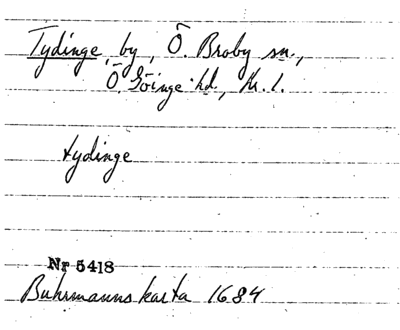 Tydinge, by, Ö. Broby sn.,
Ö. Göinge hd., Kr. l.
tydinge
Nr 5418
Buhrmanns karta 1684